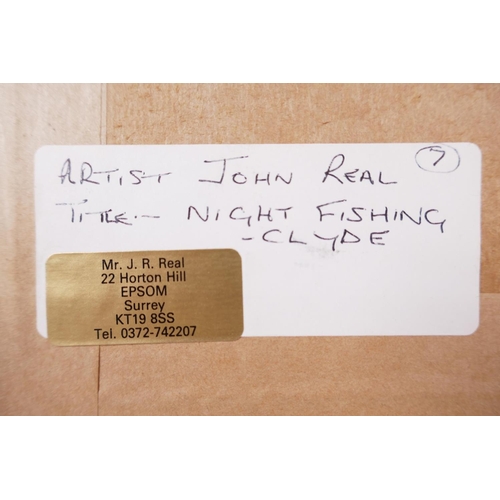 ARTIST JOHN REAL 7
TITLE:- NIGHT FISHING
- CLYDE
Mr. J. R. Real
22 Horton Hill
EPSOM
Surrey
KT19 8SS
Tel. 0372-742207